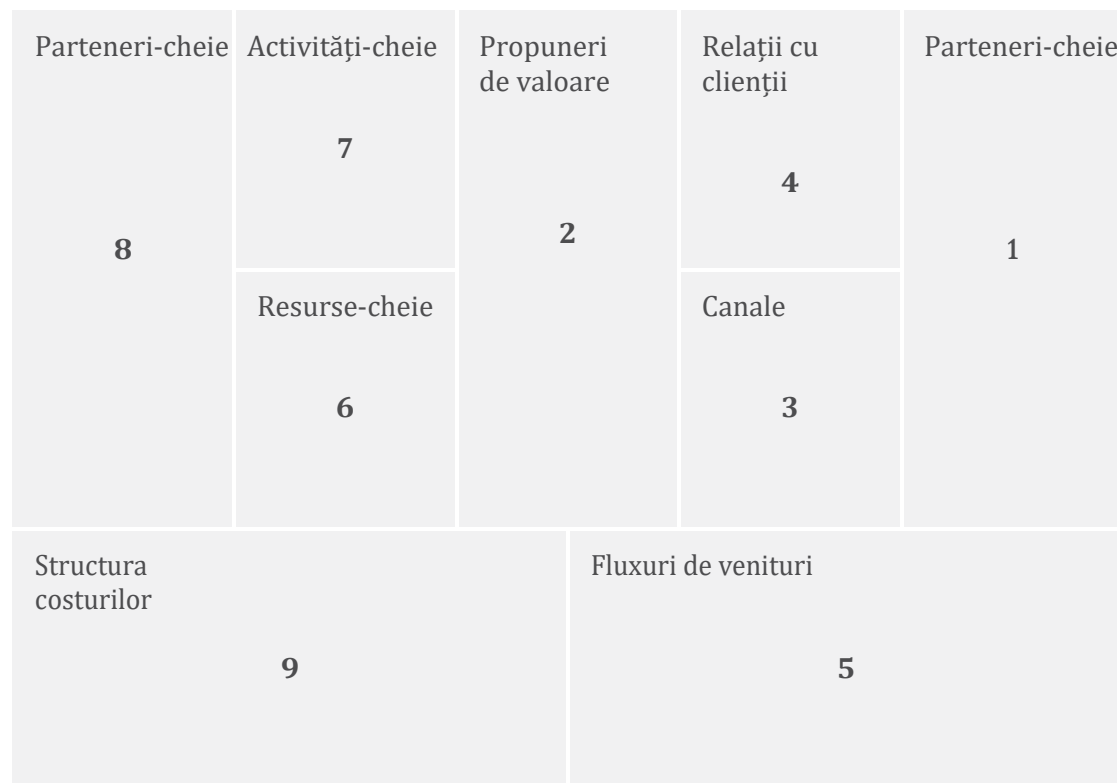 Parteneri-cheie
8
Activități-cheie
7
Resurse-cheie
6
Propuneri
de valoare
2
Relații cu
clienții
4
Canale
3
Parteneri-cheie
1
Structura
costurilor
9
Fluxuri de venituri
5